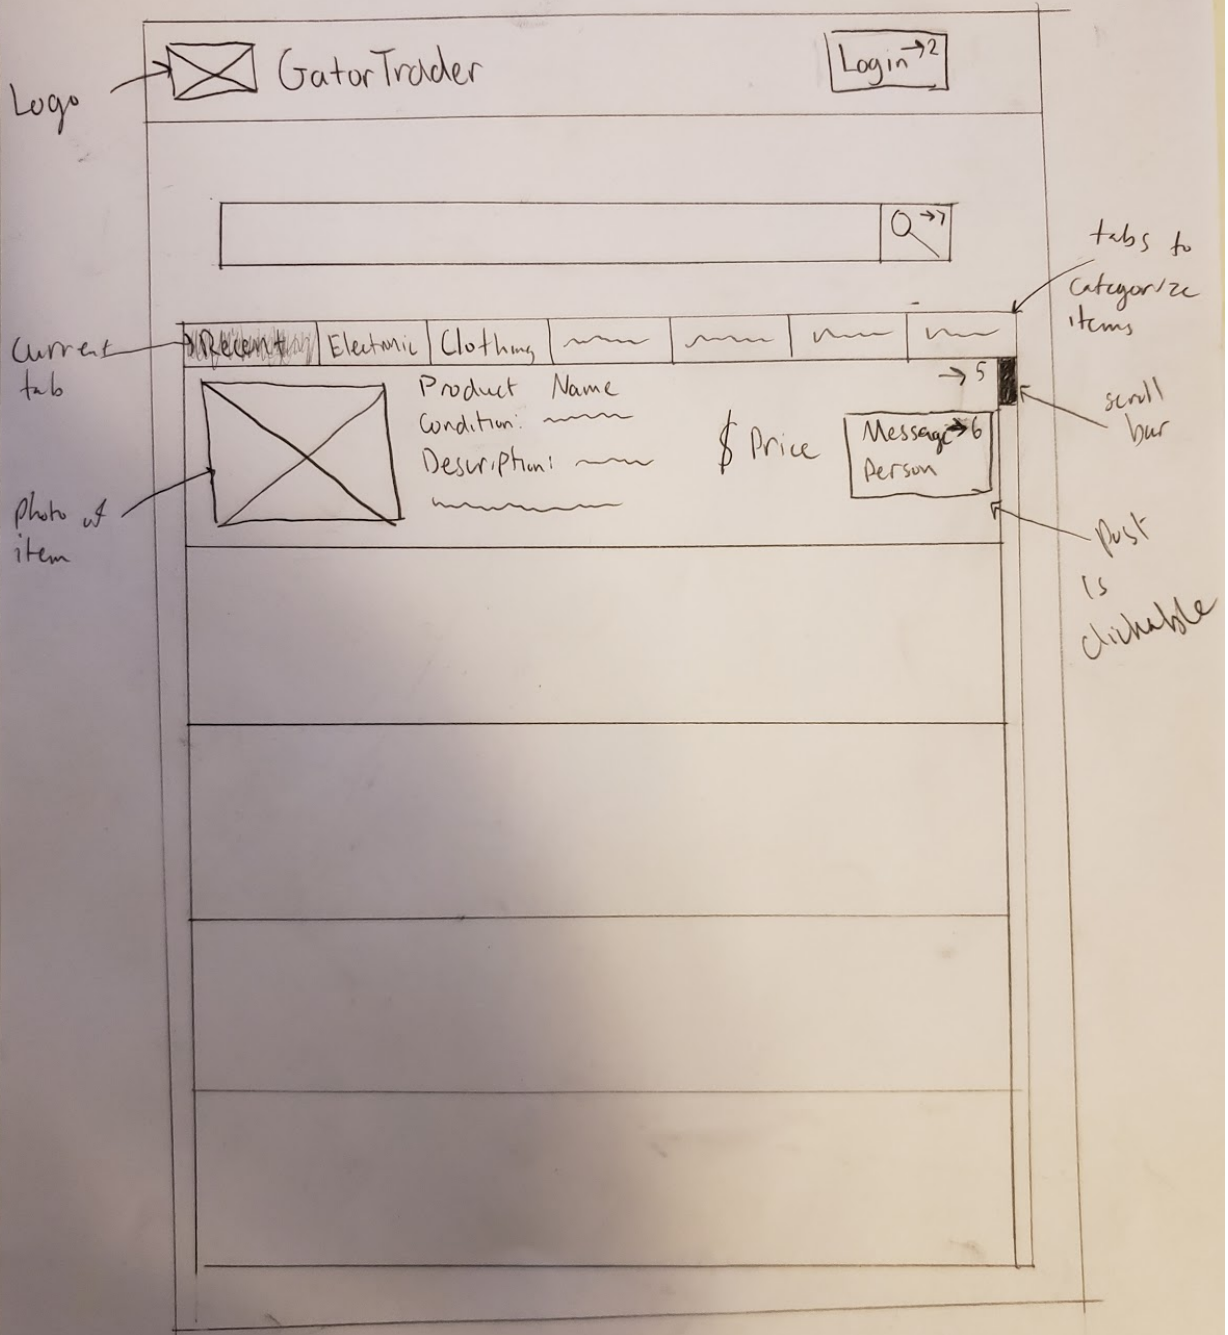 Logo
GatorTrader
Login →2
→7
tabs to
categorize
items
current
tab
Recent
Electronic
Clothing
Product Name
Condition:
Description:
$ Price
→ 5
Message →6
Person
scroll
bar
photo of
item
post
is
clickable